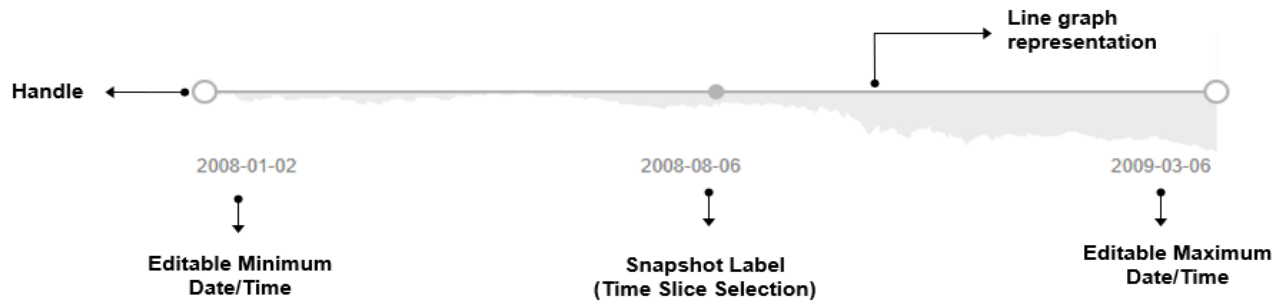 Line graph
representation
Handle
2008-01-02
2008-08-06
2009-03-06
Editable Minimum
Date/Time
Snapshot Label
(Time Slice Selection)
Editable Maximum
Date/Time